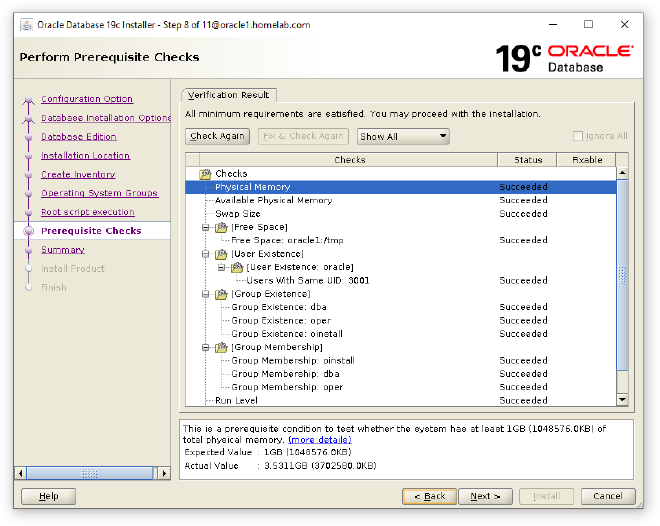 Oracle Database 19c Installer - Step 8 of 11@oracle1.homelab.com
Perform Prerequisite Checks
19c ORACLE
Database
Configuration Option
Database Installation Options
Database Edition
Installation Location
Create Inventory
Operating System Groups
Root script execution
Prerequisite Checks
Summary
Install Product
Finish
Verification Result
All minimum requirements are satisfied. You may proceed with the installation.
Check Again Fix & Check Again Show All Ignore All
Checks Status Fixable
Checks
Physical Memory Succeeded
Available Physical Memory Succeeded
Swap Size Succeeded
[Free Space]
Free Space: oracle1:/tmp Succeeded
[User Existence]
[User Existence: oracle]
Users With Same UID: 3001 Succeeded
[Group Existence]
Group Existence: dba Succeeded
Group Existence: oper Succeeded
Group Existence: oinstall Succeeded
[Group Membership]
Group Membership: oinstall Succeeded
Group Membership: dba Succeeded
Group Membership: oper Succeeded
Run Level Succeeded
This is a prerequisite condition to test whether the system has at least 1GB (1048576.0KB) of
total physical memory. (more details)
Expected Value : 1GB (1048576.0KB)
Actual Value : 3.5311GB (3702580.0KB)
Help < Back Next > Install Cancel